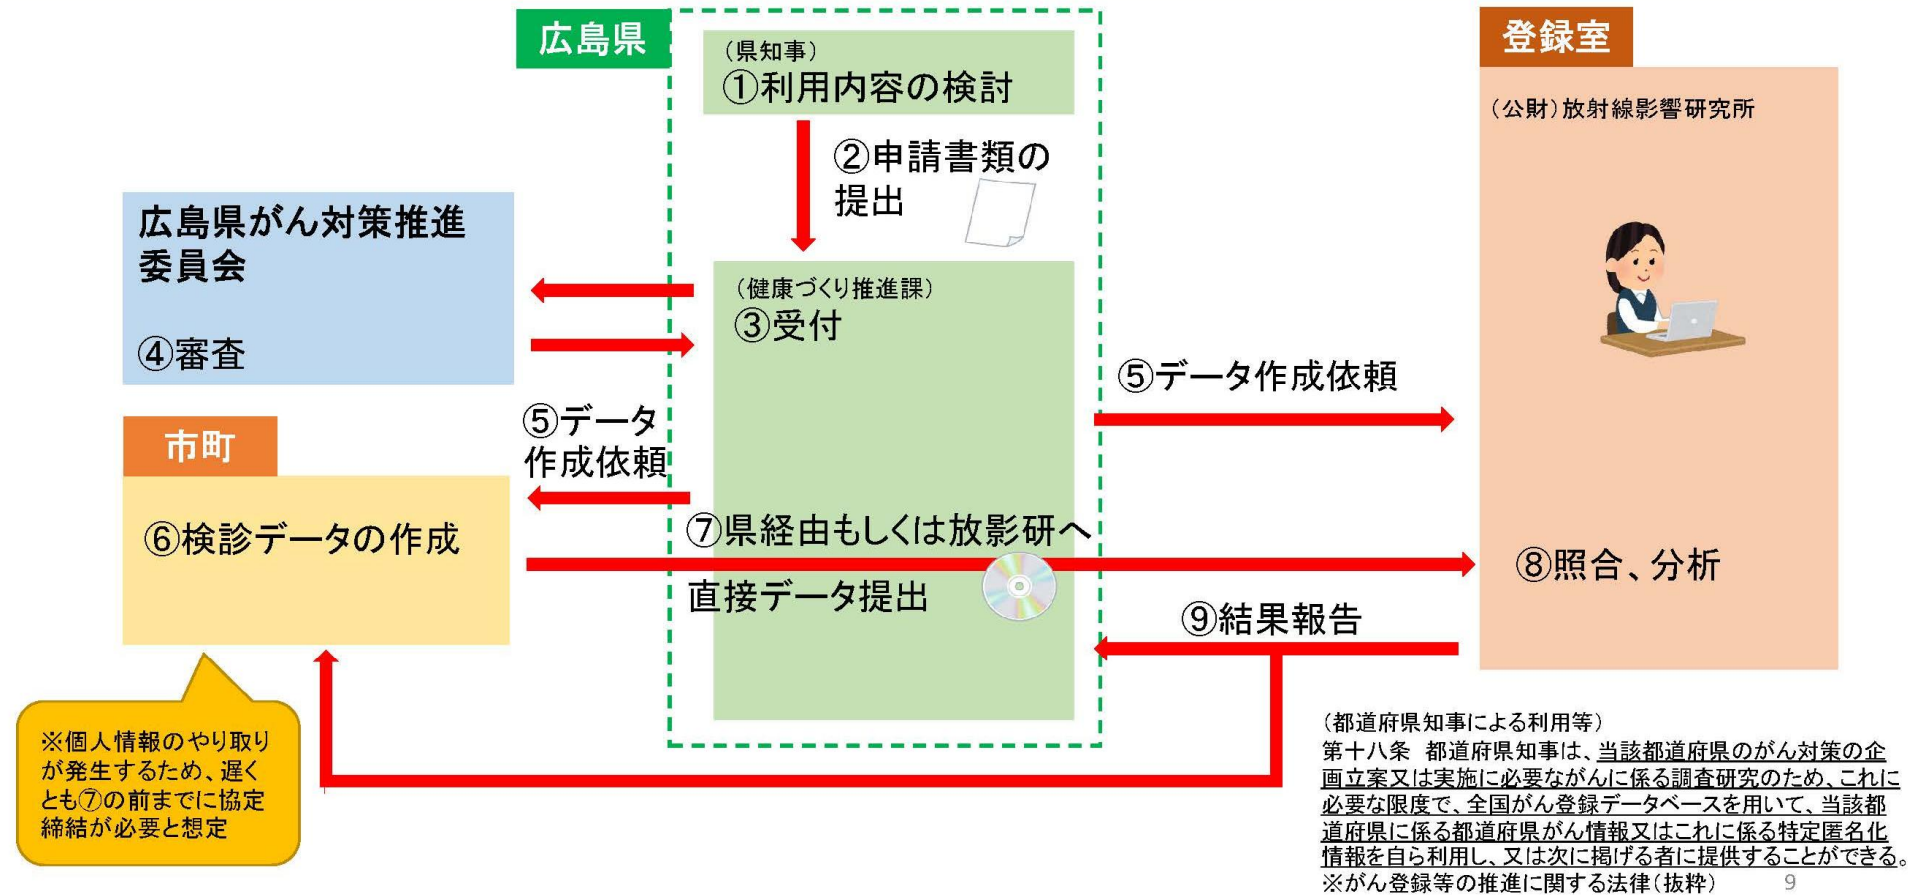 広島県
(県知事)
①利用内容の検討
②申請書類の
提出
登録室
(公財)放射線影響研究所
広島県がん対策推進
委員会
④審査
(健康づくり推進課)
③受付
⑤データ作成依頼
市町
⑤データ
作成依頼
⑥検診データの作成
⑦県経由もしくは放影研へ
直接データ提出
⑧照合、分析
⑨結果報告
※個人情報のやり取り
が発生するため、遅く
とも⑦の前までに協定
締結が必要と想定
(都道府県知事による利用等)
第十八条 都道府県知事は、当該都道府県のがん対策の企
画立案又は実施に必要ながんに係る調査研究のため、これに
必要な限度で、全国がん登録データベースを用いて、当該都
道府県に係る都道府県がん情報又はこれに係る特定匿名化
情報を自ら利用し、又は次に掲げる者に提供することができる。
※がん登録等の推進に関する法律(抜粋)
9